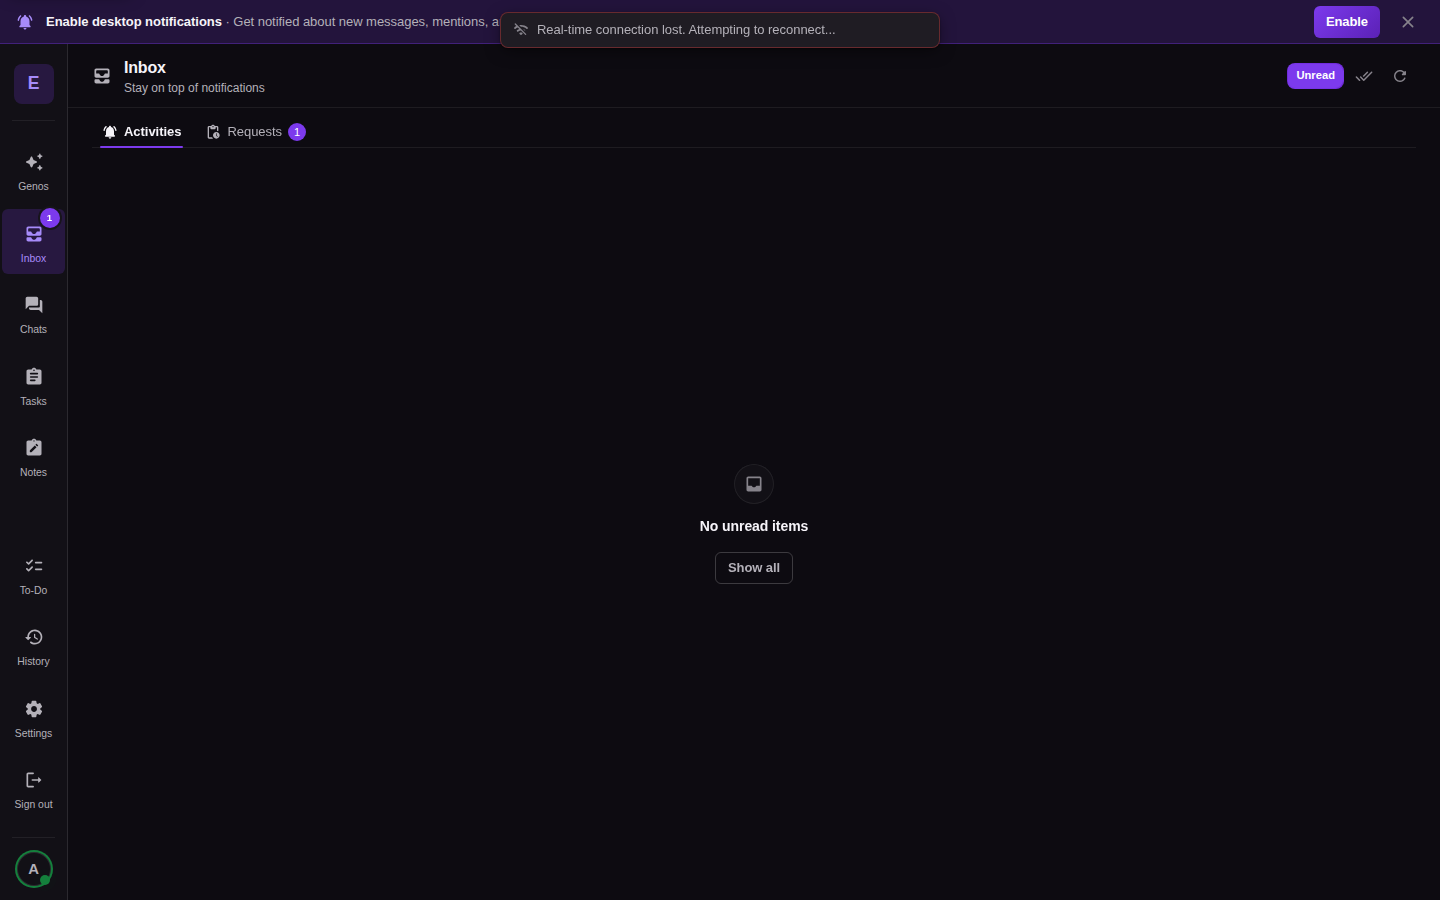 Enable desktop notifications · Get notified about new messages, mentions, a
Real-time connection lost. Attempting to reconnect...
Enable
E
Inbox
Stay on top of notifications
Unread
Activities
Requests 1
Genos
1
Inbox
Chats
Tasks
Notes
No unread items
Show all
To-Do
History
Settings
Sign out
A